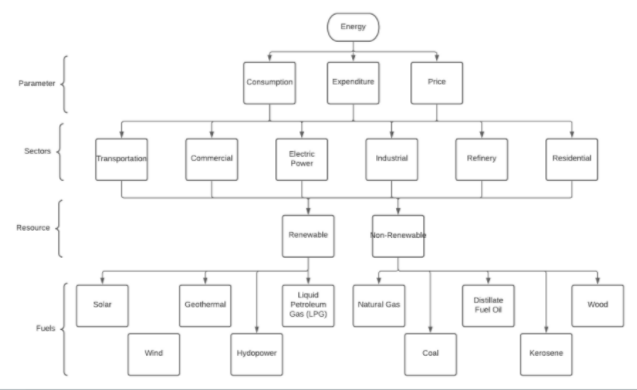 Energy
Parameter
Consumption
Expenditure
Price
Sectors
Transportation
Commercial
Electric
Power
Industrial
Refinery
Residential
Resource
Renewable
Non-Renewable
Fuels
Solar
Geothermal
Liquid
Petroleum
Gas (LPG)
Natural Gas
Distillate
Fuel Oil
Wood
Wind
Hydopower
Coal
Kerosene